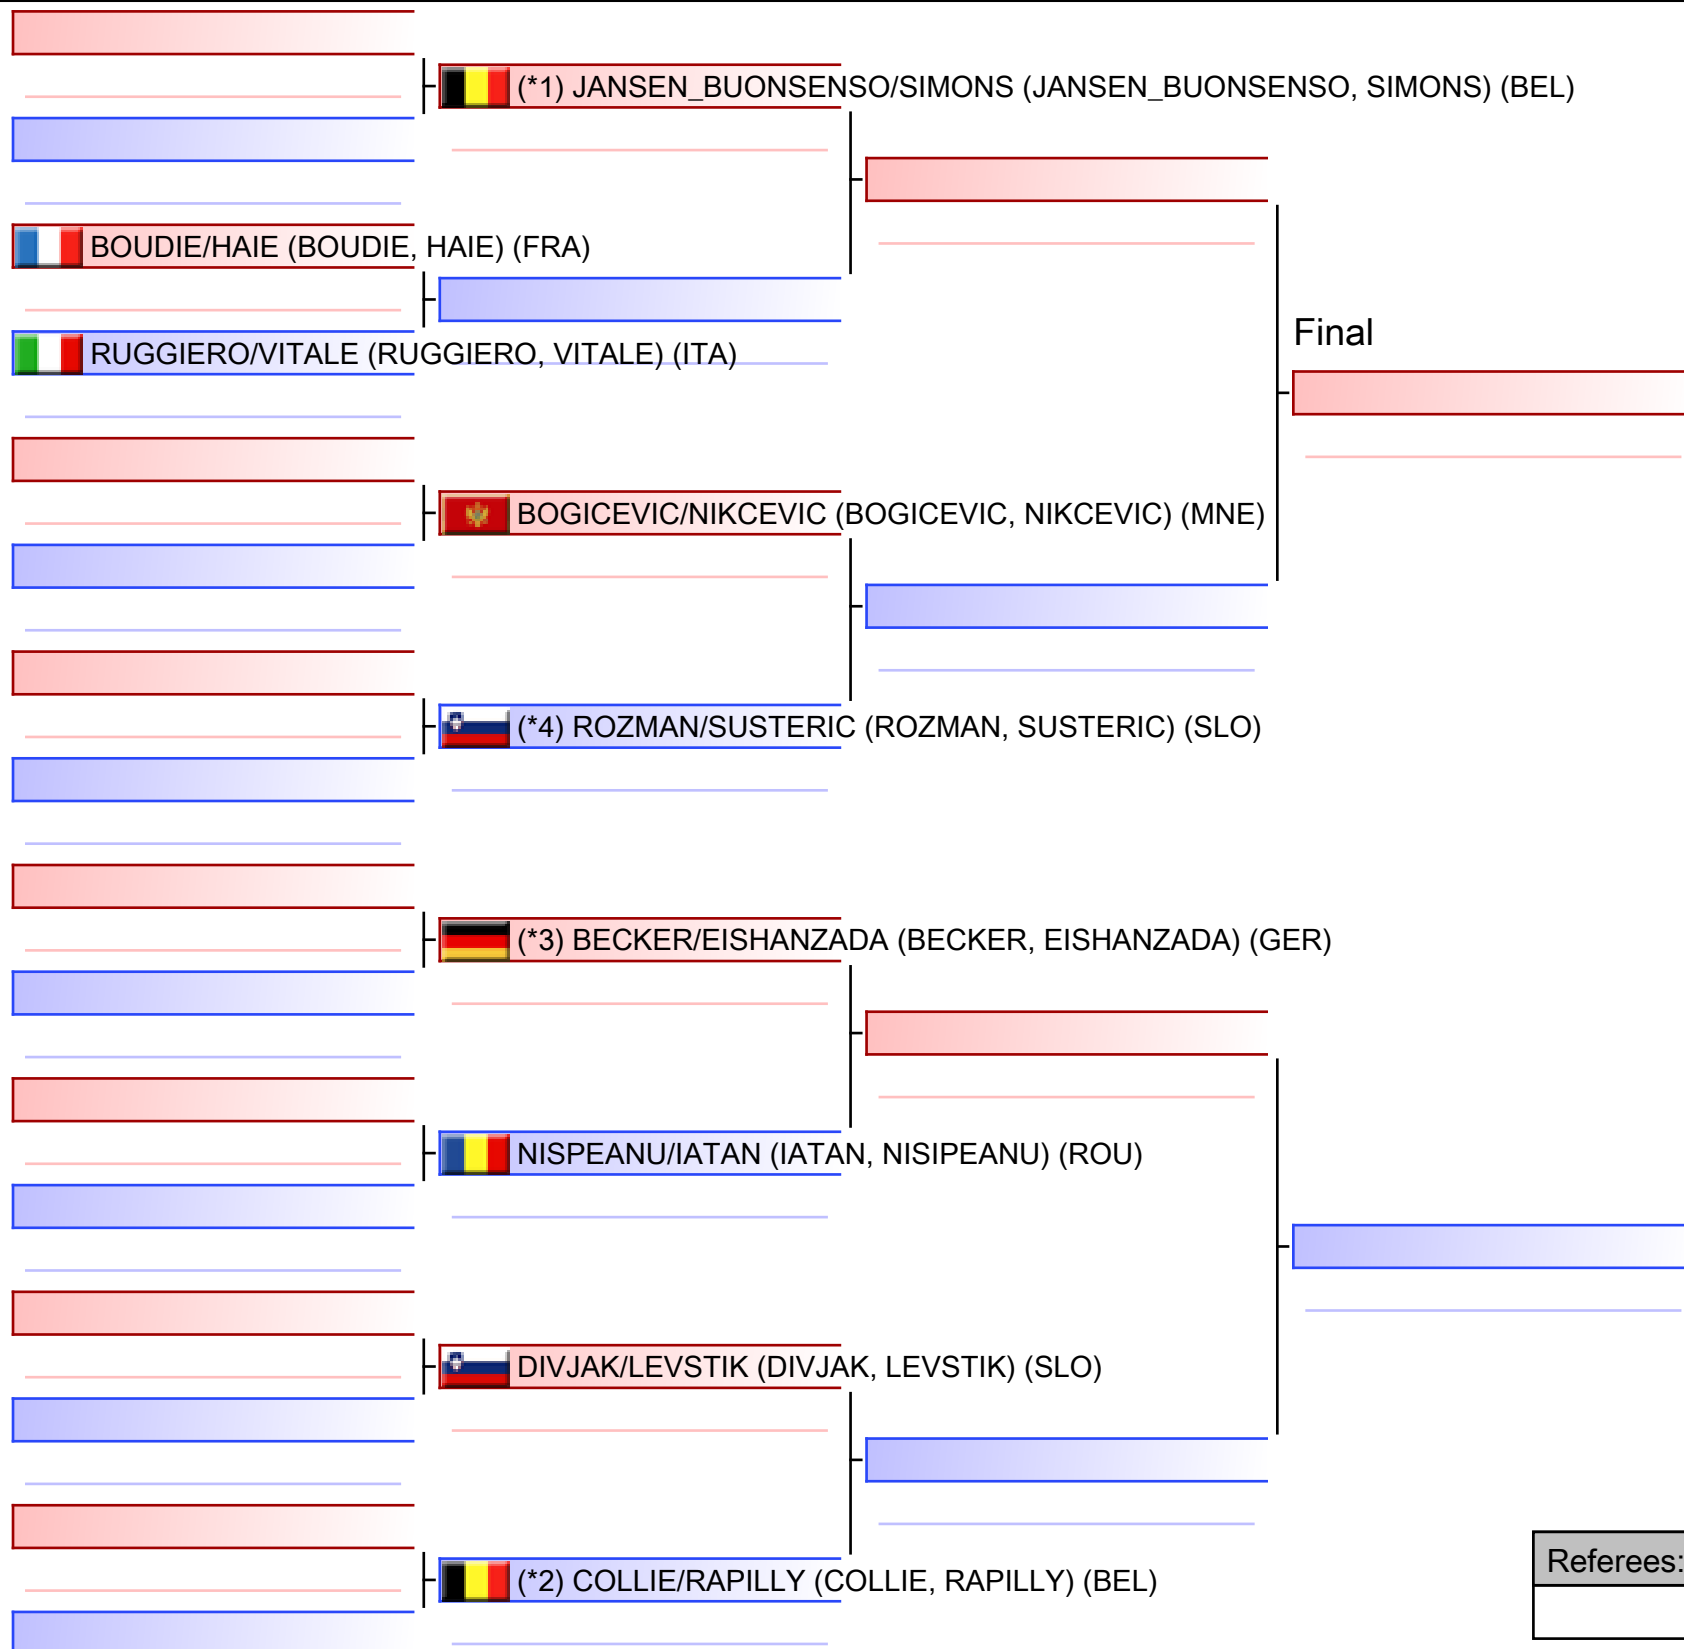 (*1) JANSEN_BUONSENSO/SIMONS (JANSEN_BUONSENSO, SIMONS) (BEL)
BOUDIE/HAIE (BOUDIE, HAIE) (FRA)
Final
RUGGIERO/VITALE (RUGGIERO, VITALE) (ITA)
BOGICEVIC/NIKCEVIC (BOGICEVIC, NIKCEVIC) (MNE)
(*4) ROZMAN/SUSTERIC (ROZMAN, SUSTERIC) (SLO)
(*3) BECKER/EISHANZADA (BECKER, EISHANZADA) (GER)
NISPEANU/IATAN (IATAN, NISIPEANU) (ROU)
DIVJAK/LEVSTIK (DIVJAK, LEVSTIK) (SLO)
(*2) COLLIE/RAPILLY (COLLIE, RAPILLY) (BEL)
Referees: